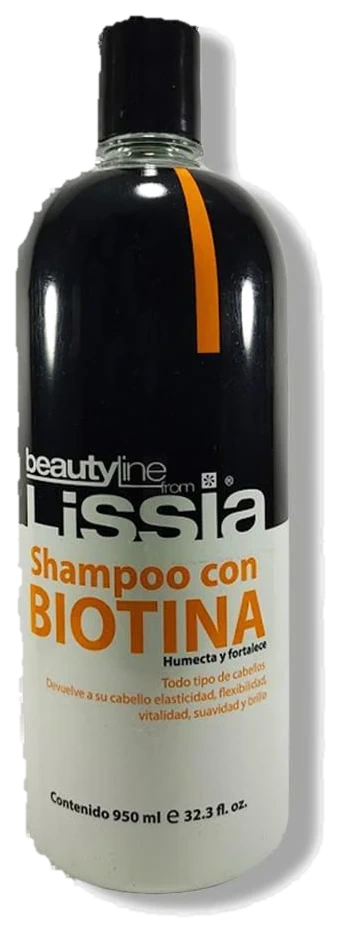 beautyline
from
Lissia®
Shampoo con
BIOTINA
Humecta y fortalece
Todo tipo de cabellos
Devuelve a su cabello elasticidad, flexibilidad,
vitalidad, suavidad y brillo
Contenido 950 ml e 32.3 fl. oz.